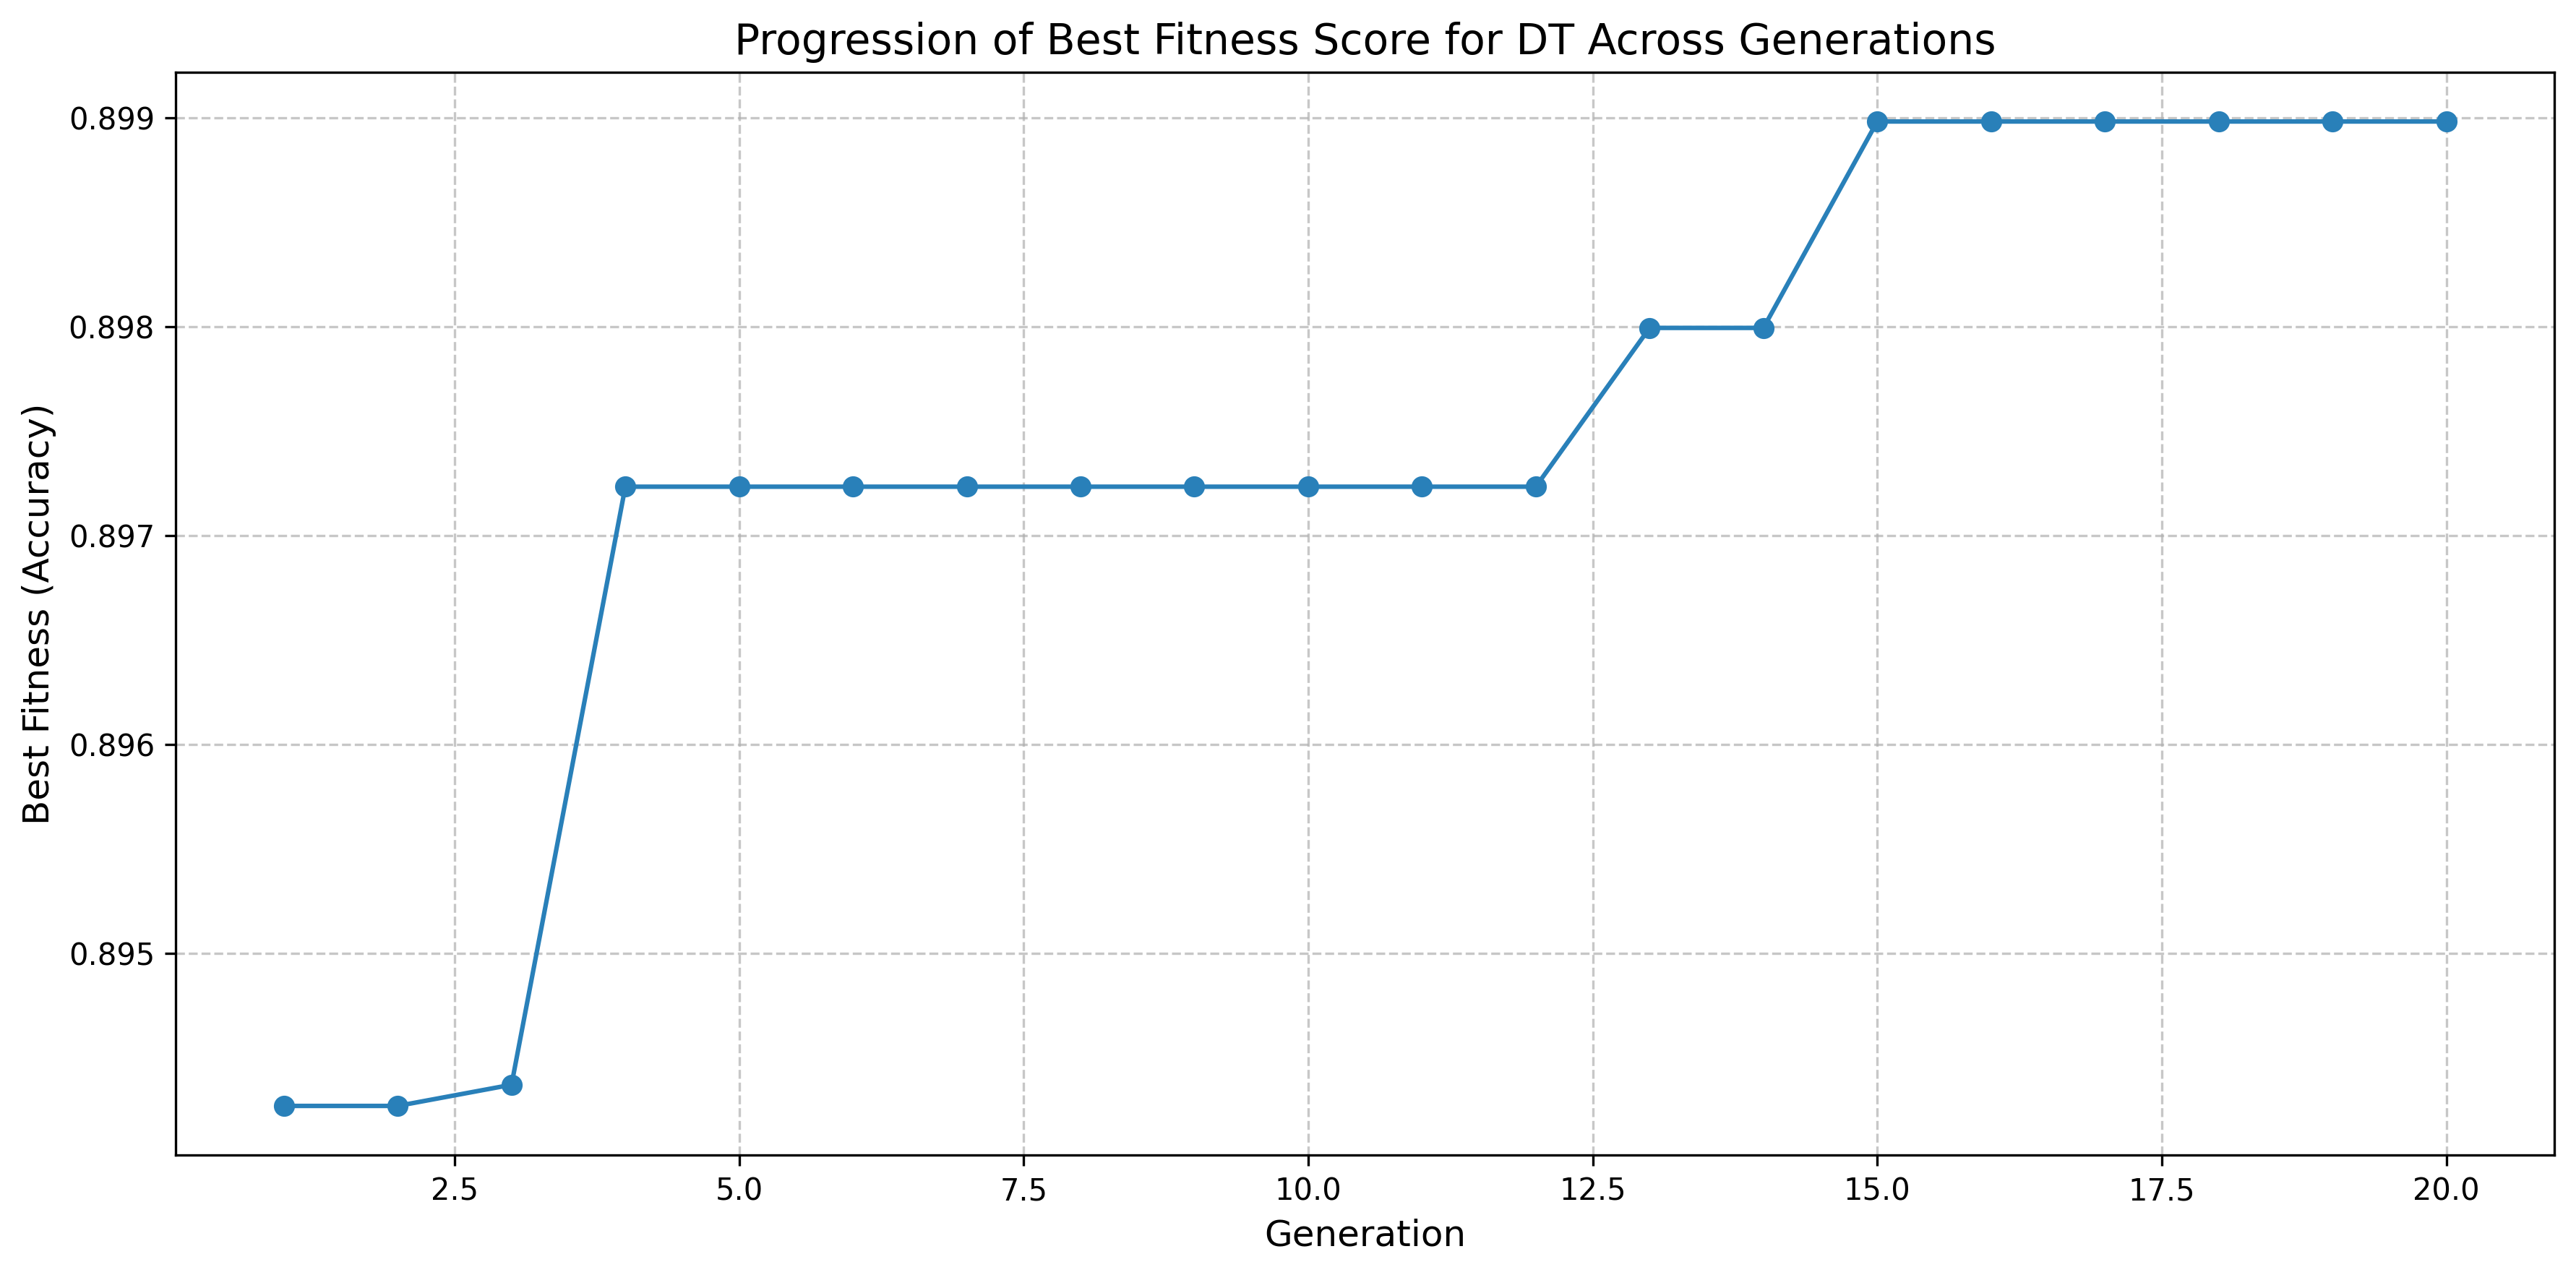 Progression of Best Fitness Score for DT Across Generations
Best Fitness (Accuracy)
0.899
0.898
0.897
0.896
0.895
2.5 5.0 7.5 10.0 12.5 15.0 17.5 20.0
Generation